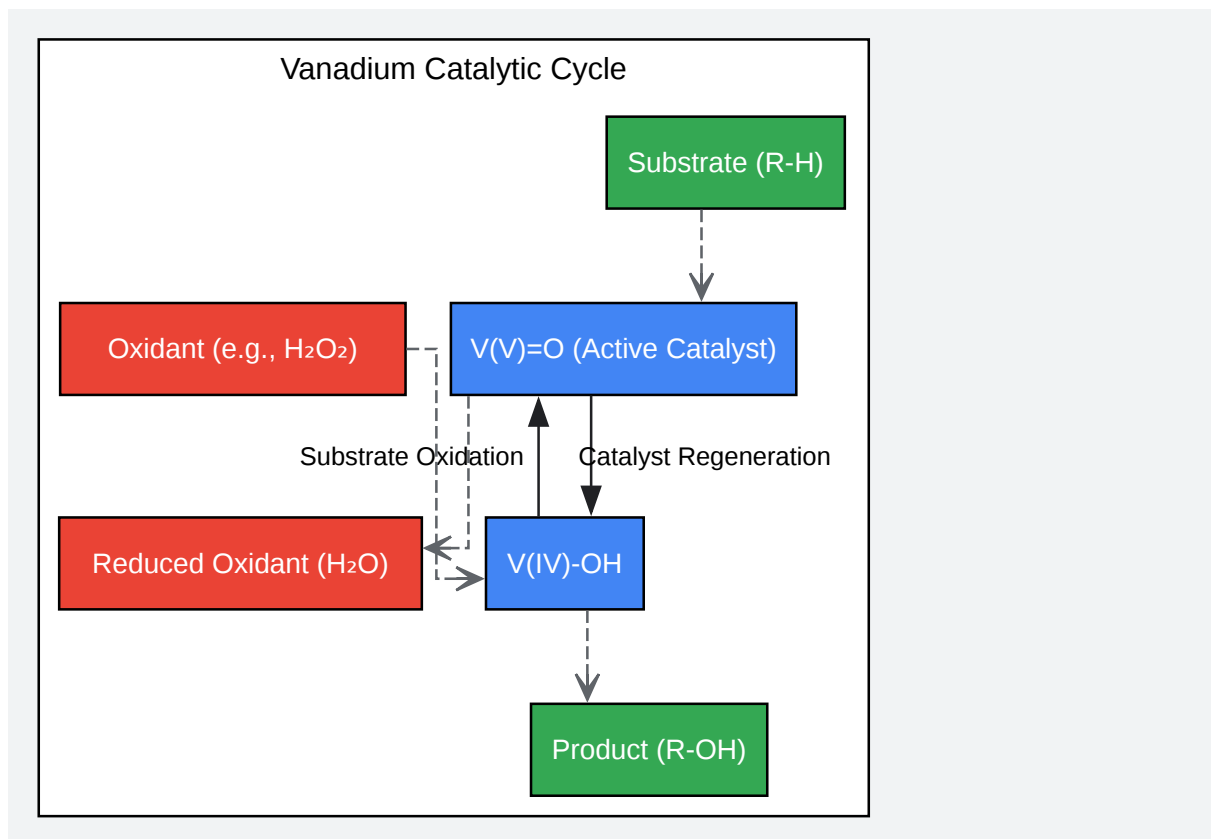 Vanadium Catalytic Cycle
Substrate (R-H)
Oxidant (e.g., H₂O₂)
V(V)=O (Active Catalyst)
Substrate Oxidation
Catalyst Regeneration
Reduced Oxidant (H₂O)
V(IV)-OH
Product (R-OH)